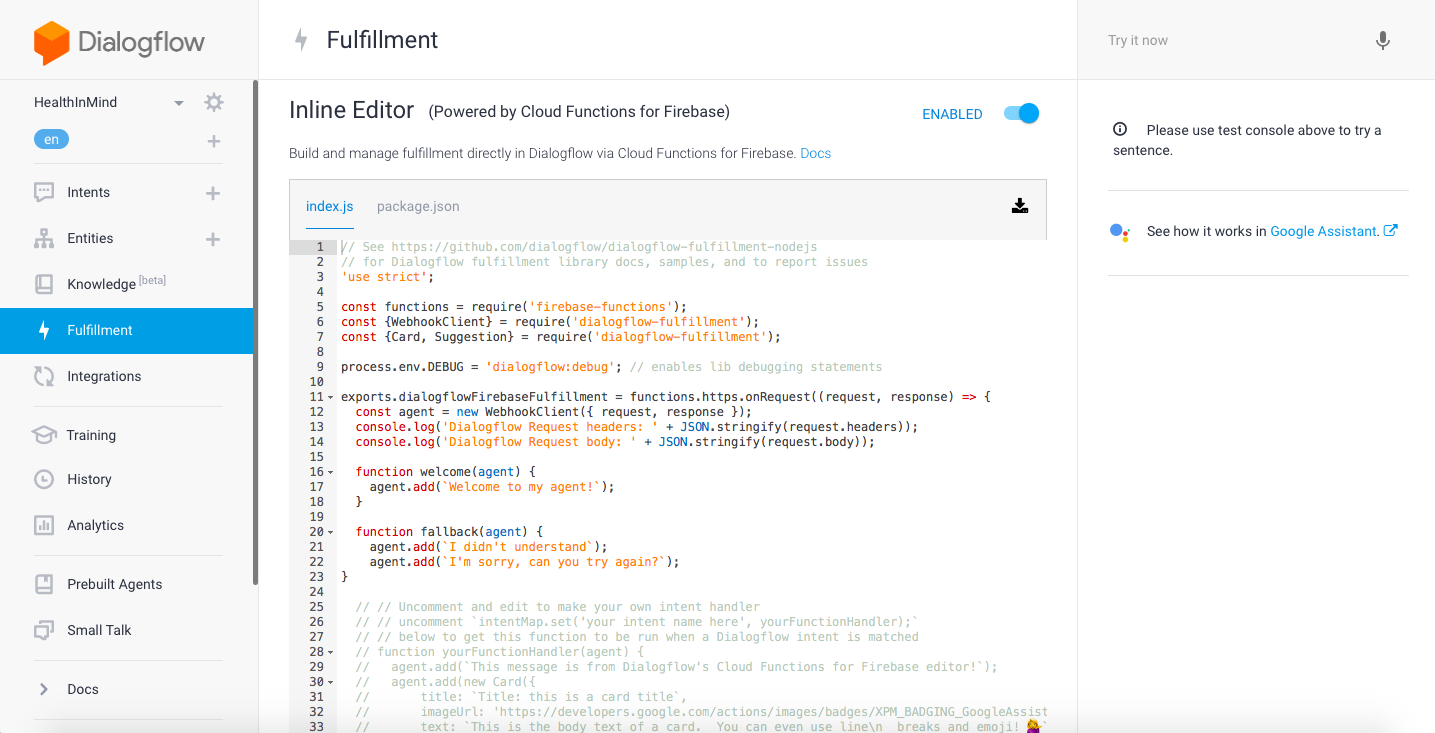 Dialogflow
HealthInMind
en
Intents
Entities
Knowledge [beta]
Fulfillment
Integrations
Training
History
Analytics
Prebuilt Agents
Small Talk
Docs
Fulfillment
Inline Editor (Powered by Cloud Functions for Firebase)
ENABLED
Build and manage fulfillment directly in Dialogflow via Cloud Functions for Firebase. Docs
index.js package.json
1 // See https://github.com/dialogflow/dialogflow-fulfillment-nodejs
2 // for Dialogflow fulfillment library docs, samples, and to report issues
3 'use strict';
4
5 const functions = require('firebase-functions');
6 const {WebhookClient} = require('dialogflow-fulfillment');
7 const {Card, Suggestion} = require('dialogflow-fulfillment');
8
9 process.env.DEBUG = 'dialogflow:debug'; // enables lib debugging statements
10
11 exports.dialogflowFirebaseFulfillment = functions.https.onRequest((request, response) => {
12   const agent = new WebhookClient({ request, response });
13   console.log('Dialogflow Request headers: ' + JSON.stringify(request.headers));
14   console.log('Dialogflow Request body: ' + JSON.stringify(request.body));
15
16   function welcome(agent) {
17     agent.add(`Welcome to my agent!`);
18   }
19
20   function fallback(agent) {
21     agent.add(`I didn't understand`);
22     agent.add(`I'm sorry, can you try again?`);
23 }
24
25   // // Uncomment and edit to make your own intent handler
26   // // uncomment `intentMap.set('your intent name here', yourFunctionHandler);`
27   // // below to get this function to be run when a Dialogflow intent is matched
28   // function yourFunctionHandler(agent) {
29   //   agent.add(`This message is from Dialogflow's Cloud Functions for Firebase editor!`);
30   //   agent.add(new Card({
31   //       title: `Title: this is a card title`,
32   //       imageUrl: 'https://developers.google.com/actions/images/badges/XPM_BADGING_GoogleAssist
33   //       text: `This is the body text of a card.  You can even use line\n  breaks and emoji! 💁`
Try it now
Please use test console above to try a
sentence.
See how it works in Google Assistant.